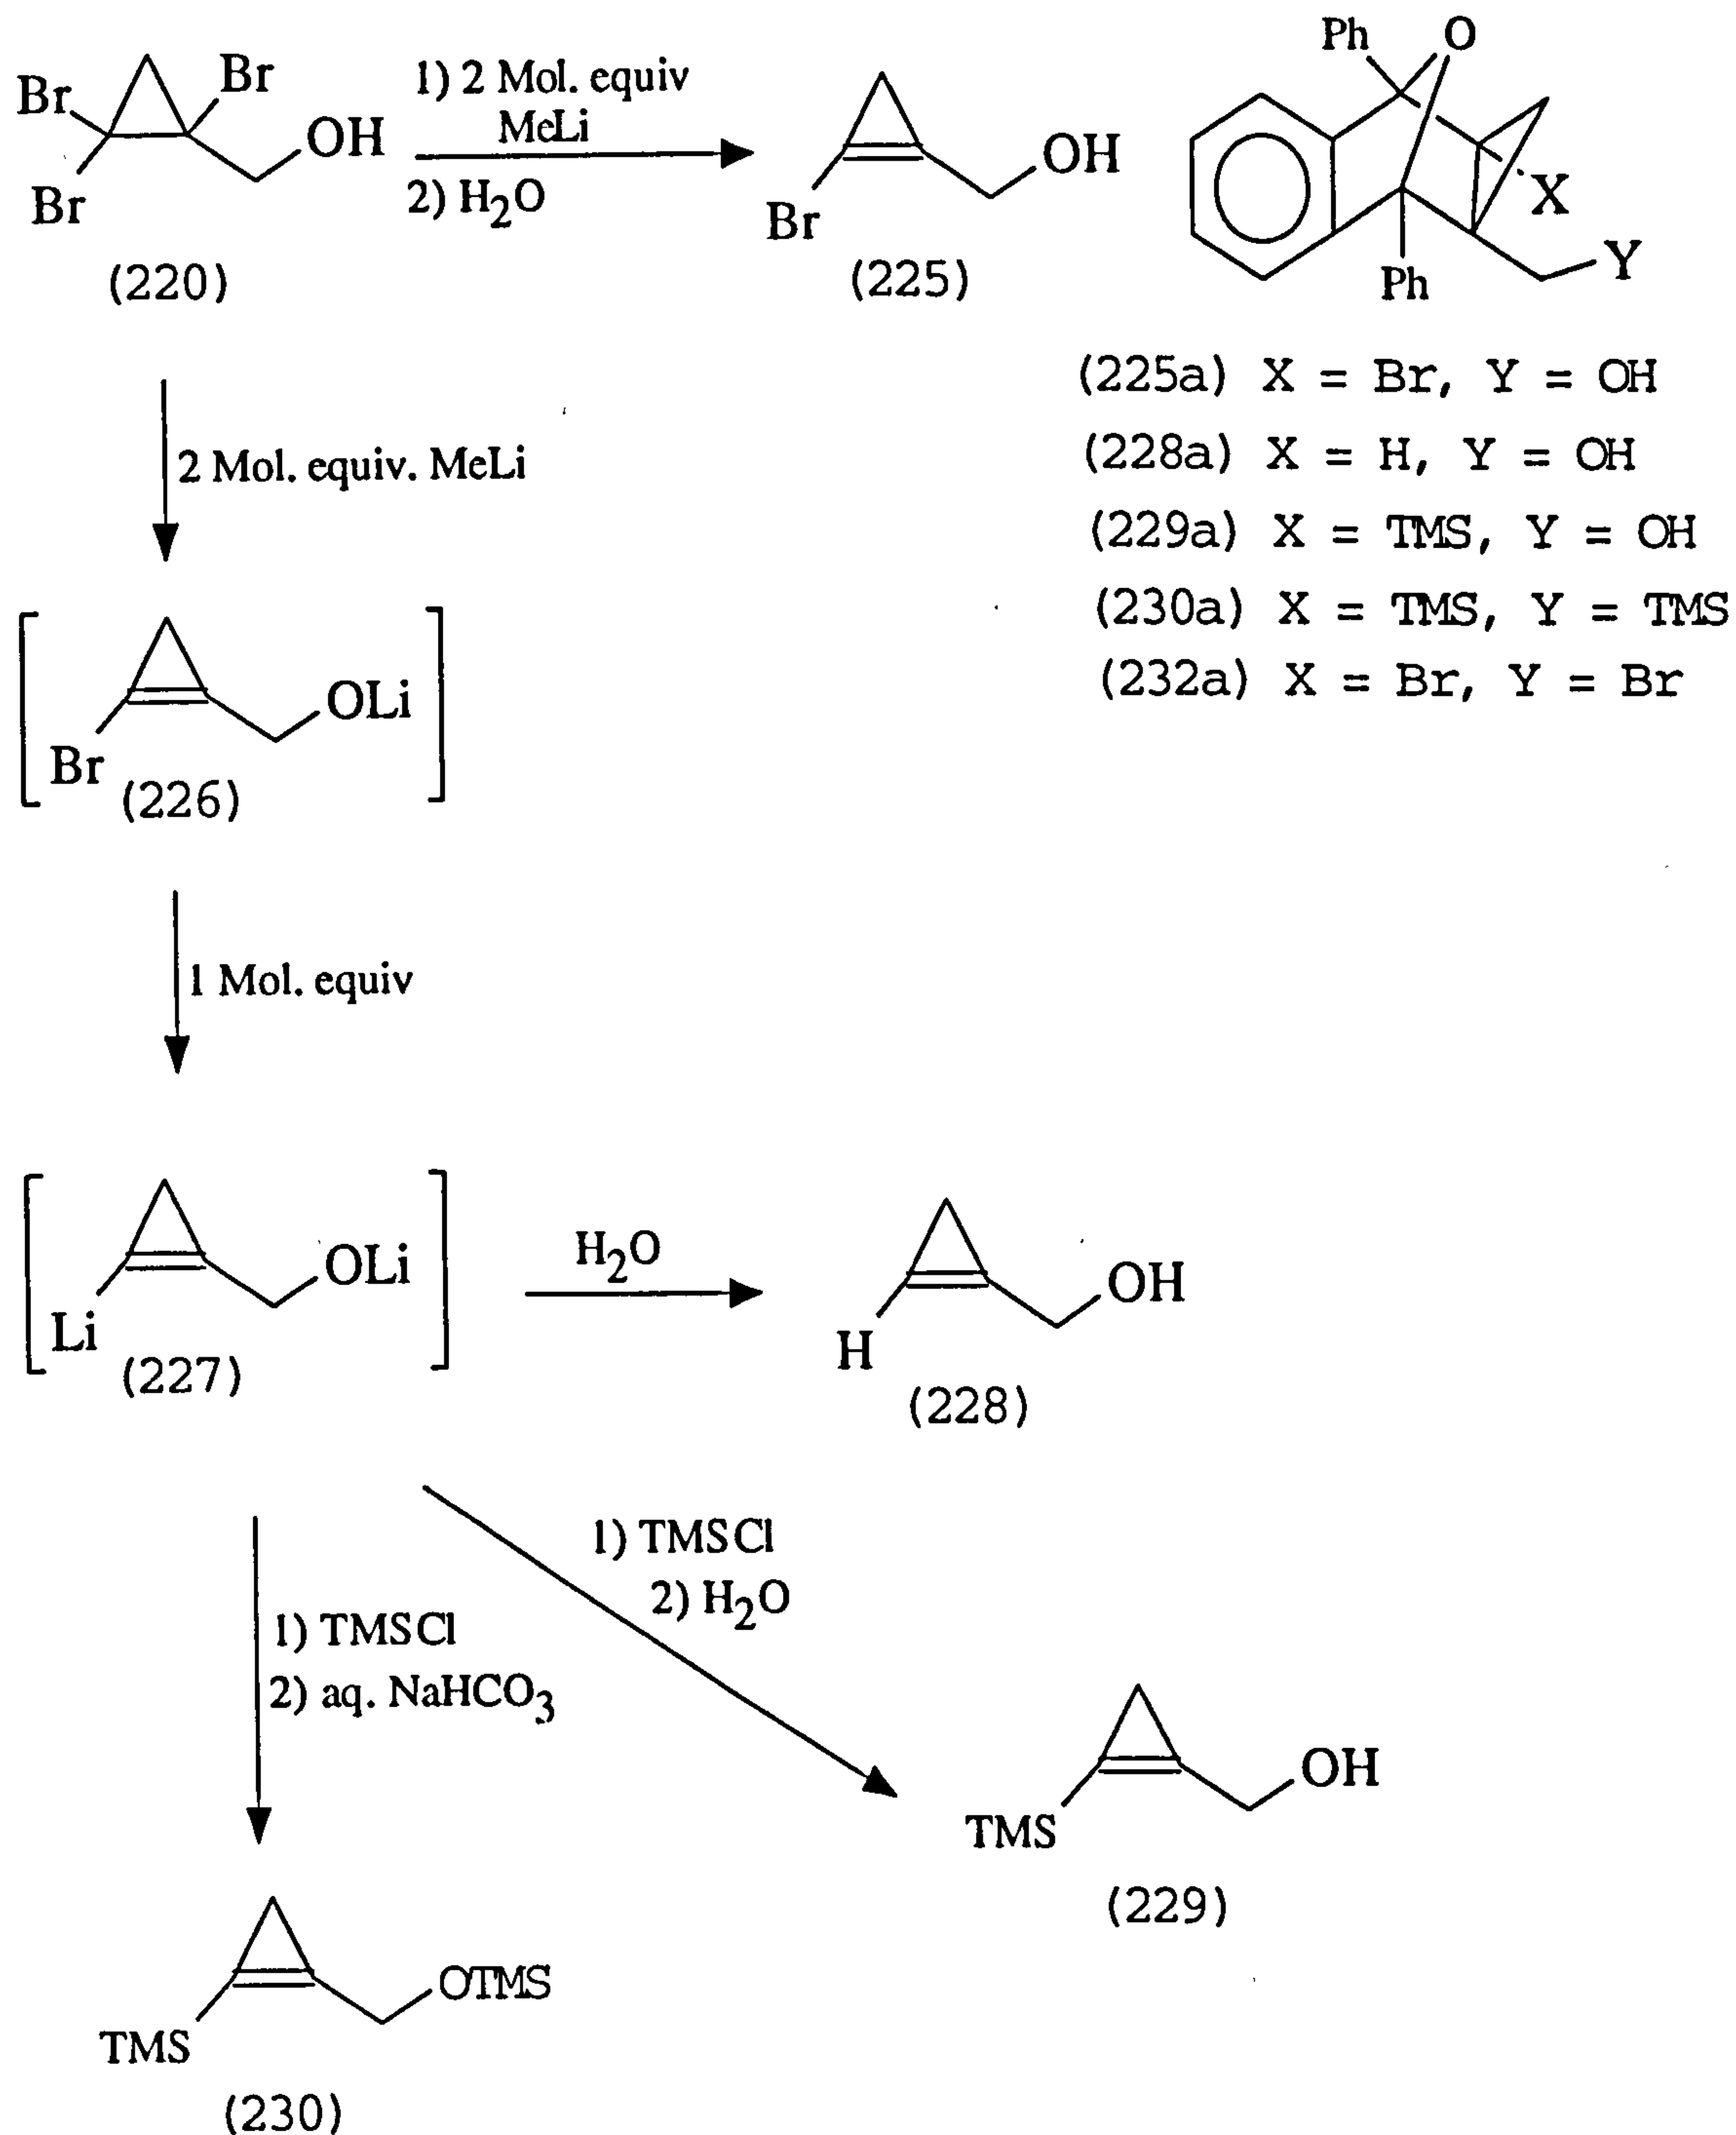 Br
Br
Br
OH
(220)
1) 2 Mol. equiv
MeLi
2) H2O
Br
OH
(225)
Ph
O
X
Ph
Y
(225a) X = Br, Y = OH
(228a) X = H, Y = OH
(229a) X = TMS, Y = OH
(230a) X = TMS, Y = TMS
(232a) X = Br, Y = Br
2 Mol. equiv. MeLi
Br
OLi
(226)
1 Mol. equiv
Li
OLi
(227)
H2O
H
OH
(228)
1) TMSCl
2) H2O
1) TMSCl
2) aq. NaHCO3
TMS
OH
(229)
TMS
OTMS
(230)